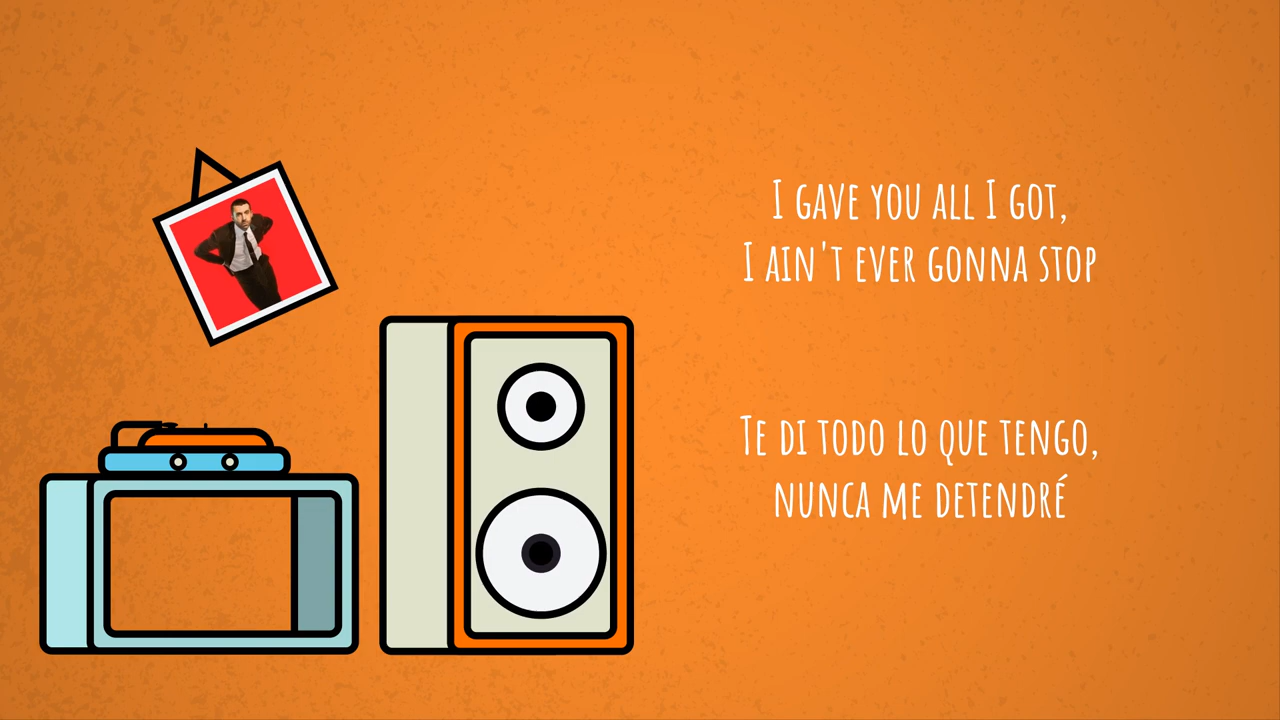 I gave you all I got,
I ain't ever gonna stop
Te di todo lo que tengo,
nunca me detendré